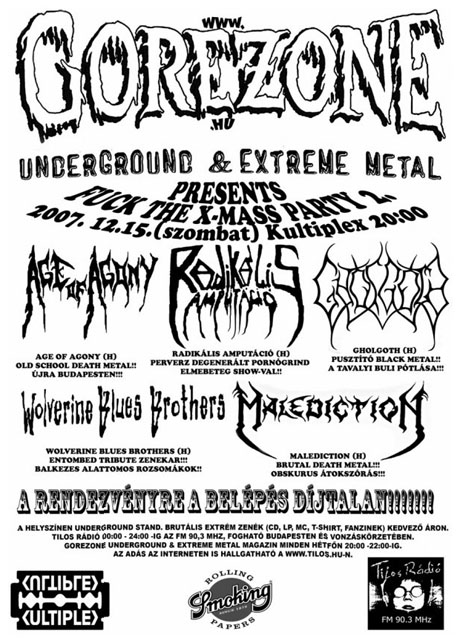 WWW.
GOREZONE
.HU
UNDERGROUND & EXTREME METAL
PRESENTS
FUCK THE X-MASS PARTY 2.
2007. 12.15.(szombat) Kultiplex 20:00
AGE OF AGONY
RADIKÁLIS AMPUTÁCIÓ
GHOLGOTH
AGE OF AGONY (H)
OLD SCHOOL DEATH METAL!!
ÚJRA BUDAPESTEN!!!
RADIKÁLIS AMPUTÁCIÓ (H)
PERVERZ DEGENERÁLT PORNÓGRIND
ELMEBETEG SHOW-VAL!!
GHOLGOTH (H)
PUSZTÍTÓ BLACK METAL!!
A TAVALYI BULI PÓTLÁSA!!!
Wolverine Blues Brothers
MALEDICTION
WOLVERINE BLUES BROTHERS (H)
ENTOMBED TRIBUTE ZENEKAR!!!
BALKEZES ALATTOMOS ROZSOMÁKOK!!
MALEDICTION (H)
BRUTAL DEATH METAL!!!
OBSKURUS ÁTOKSZÓRÁS!!!
A RENDEZVÉNYRE A BELÉPÉS DÍJTALAN!!!!!!!
A HELYSZÍNEN UNDERGROUND STAND. BRUTÁLIS EXTRÉM ZENÉK (CD, LP, MC, T-SHIRT, FANZINEK) KEDVEZŐ ÁRON.
TILOS RÁDIÓ 00:00 - 24:00 -IG AZ FM 90,3 MHZ, FOGHATÓ BUDAPESTEN ÉS VONZÁSKÖRZETÉBEN.
GOREZONE UNDERGROUND & EXTREME METAL MAGAZIN MINDEN HÉTFŐN 20:00 -22:00-IG.
AZ ADÁS AZ INTERNETEN IS HALLGATHATÓ A WWW.TILOS.HU-N.
KULTIPLEX
KULTIPLEX
ROLLING
Smoking
PAPERS
Tilos Rádió
FM 90.3 MHz